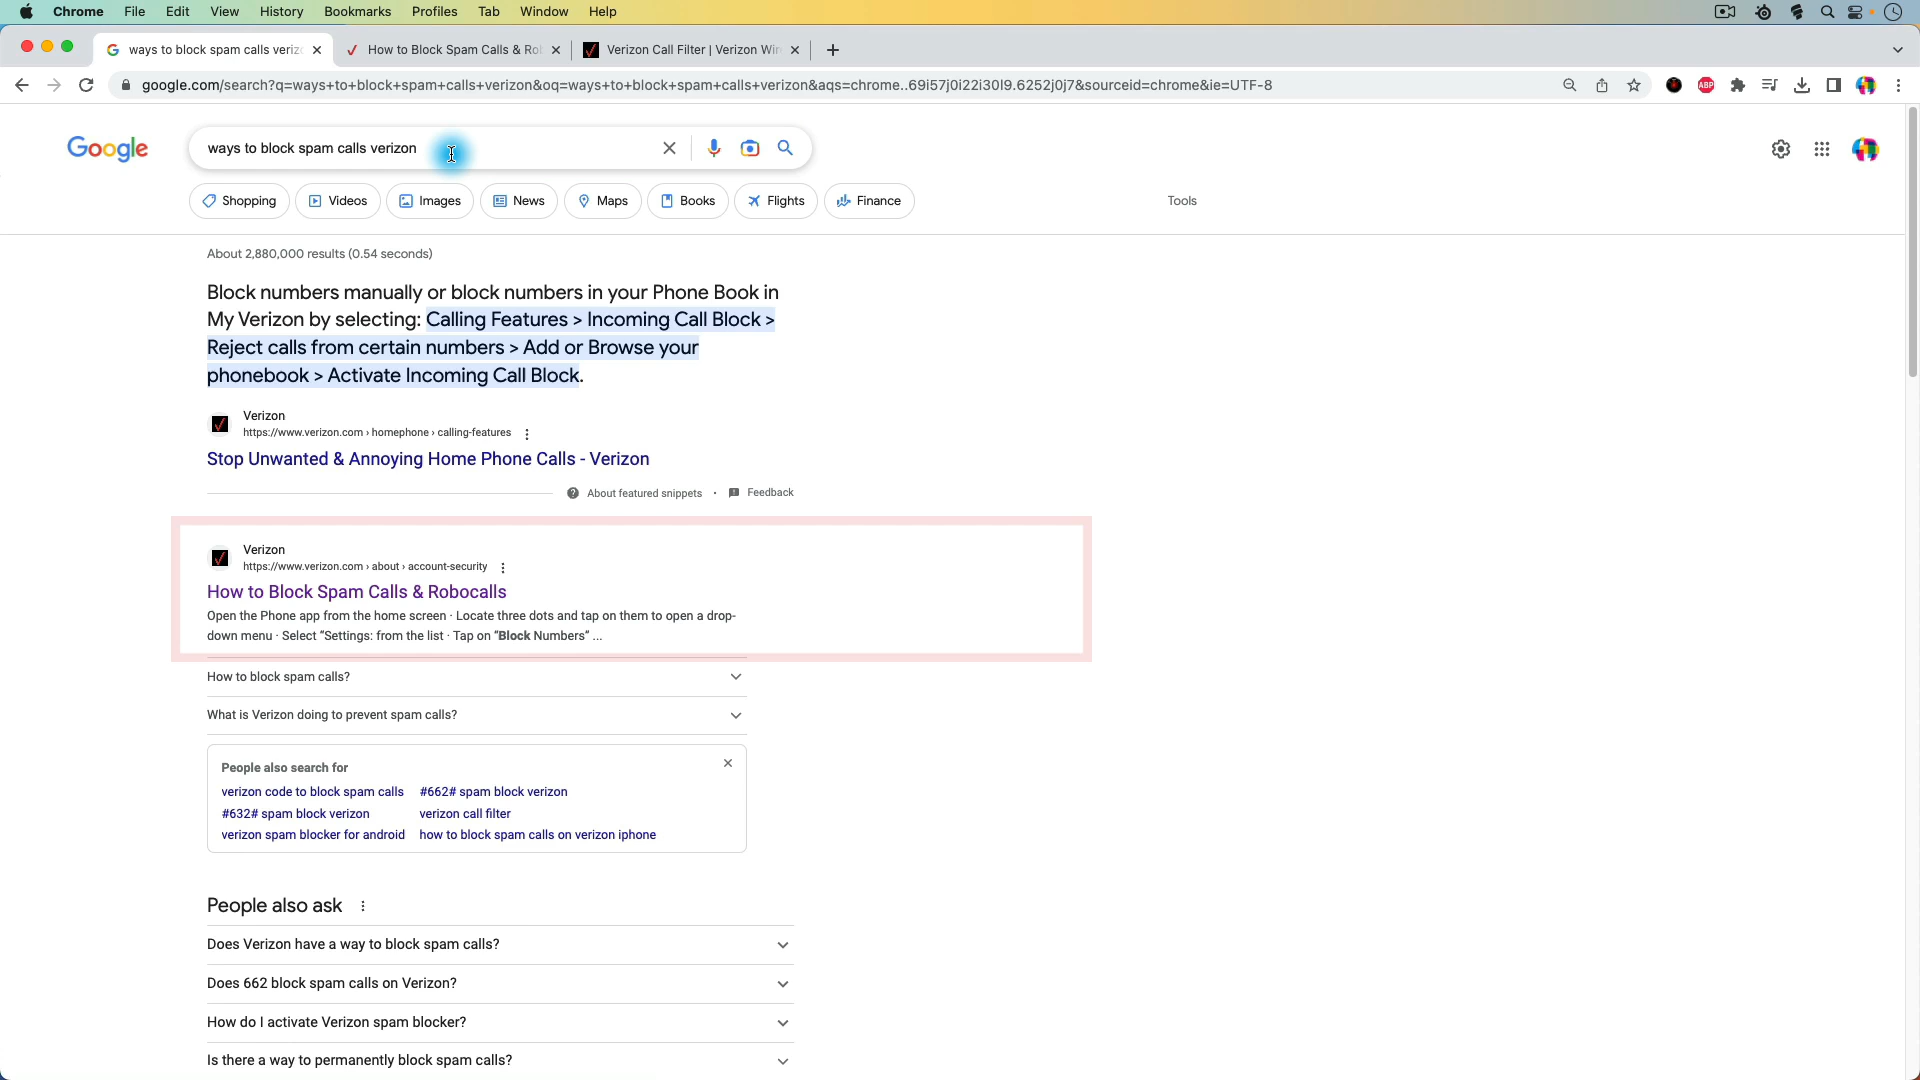 Chrome File Edit View History Bookmarks Profiles Tab Window Help
ways to block spam calls veriz How to Block Spam Calls & Ro Verizon Call Filter | Verizon Wir
google.com/search?q=ways+to+block+spam+calls+verizon&oq=ways+to+block+spam+calls+verizon&aqs=chrome..69i57j0i22i30l9.6252j0j7&sourceid=chrome&ie=UTF-8
ABP
Google
ways to block spam calls verizon
Shopping Videos Images News Maps Books Flights Finance Tools
About 2,880,000 results (0.54 seconds)
Block numbers manually or block numbers in your Phone Book in
My Verizon by selecting: Calling Features > Incoming Call Block >
Reject calls from certain numbers > Add or Browse your
phonebook > Activate Incoming Call Block.
Verizon
https://www.verizon.com › homephone › calling-features
Stop Unwanted & Annoying Home Phone Calls - Verizon
About featured snippets · Feedback
Verizon
https://www.verizon.com › about › account-security
How to Block Spam Calls & Robocalls
Open the Phone app from the home screen · Locate three dots and tap on them to open a drop-
down menu · Select “Settings: from the list · Tap on “Block Numbers” ...
How to block spam calls?
What is Verizon doing to prevent spam calls?
People also search for
verizon code to block spam calls #662# spam block verizon
#632# spam block verizon verizon call filter
verizon spam blocker for android how to block spam calls on verizon iphone
People also ask
Does Verizon have a way to block spam calls?
Does 662 block spam calls on Verizon?
How do I activate Verizon spam blocker?
Is there a way to permanently block spam calls?